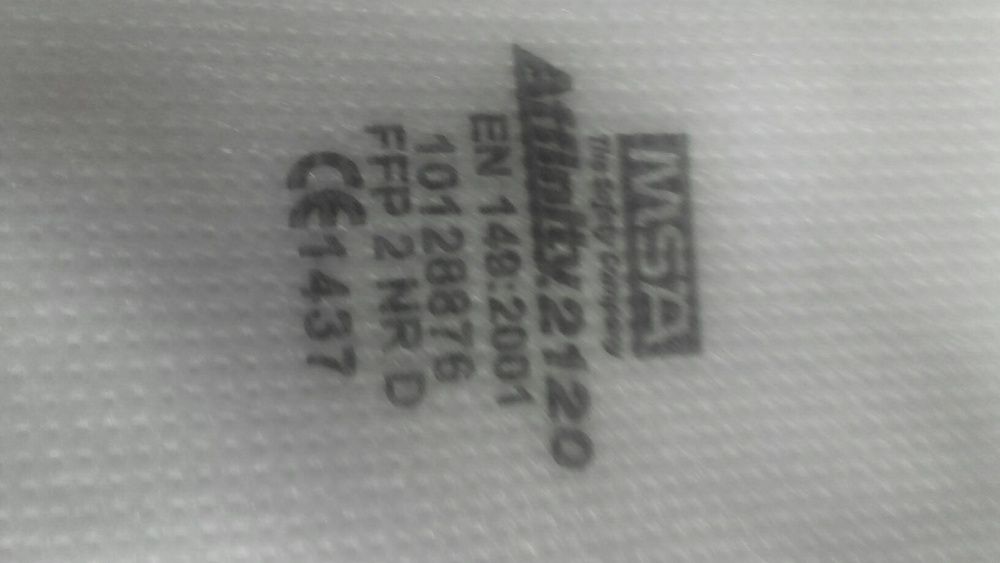 MSA
The Safety Company
Affinity 2120
EN 149:2001
10128876
FFP 2 NR D
CE 1437